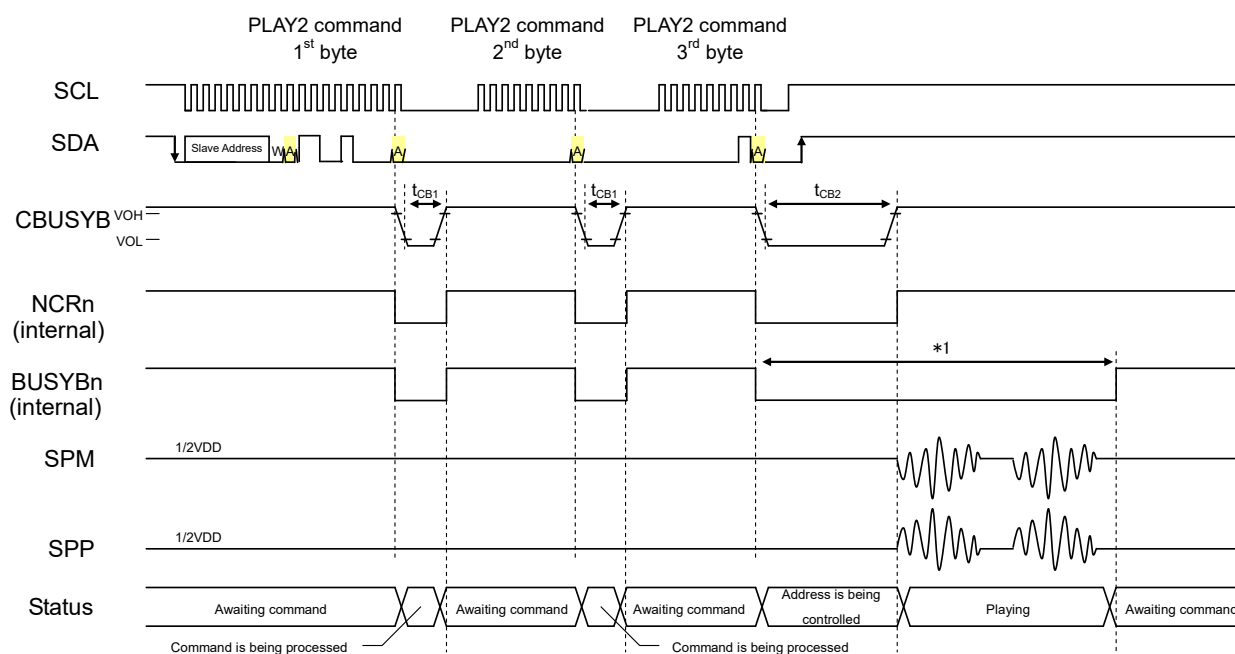 PLAY2 command
1st byte
PLAY2 command
2nd byte
PLAY2 command
3rd byte
SCL
SDA
Slave Address
W
A
A
A
A
CBUSYB
VOH
VOL
tCB1
tCB1
tCB2
NCRn
(internal)
BUSYBn
(internal)
*1
SPM
1/2VDD
SPP
1/2VDD
Status
Awaiting command
Awaiting command
Awaiting command
Address is being
controlled
Playing
Awaiting command
Command is being processed
Command is being processed